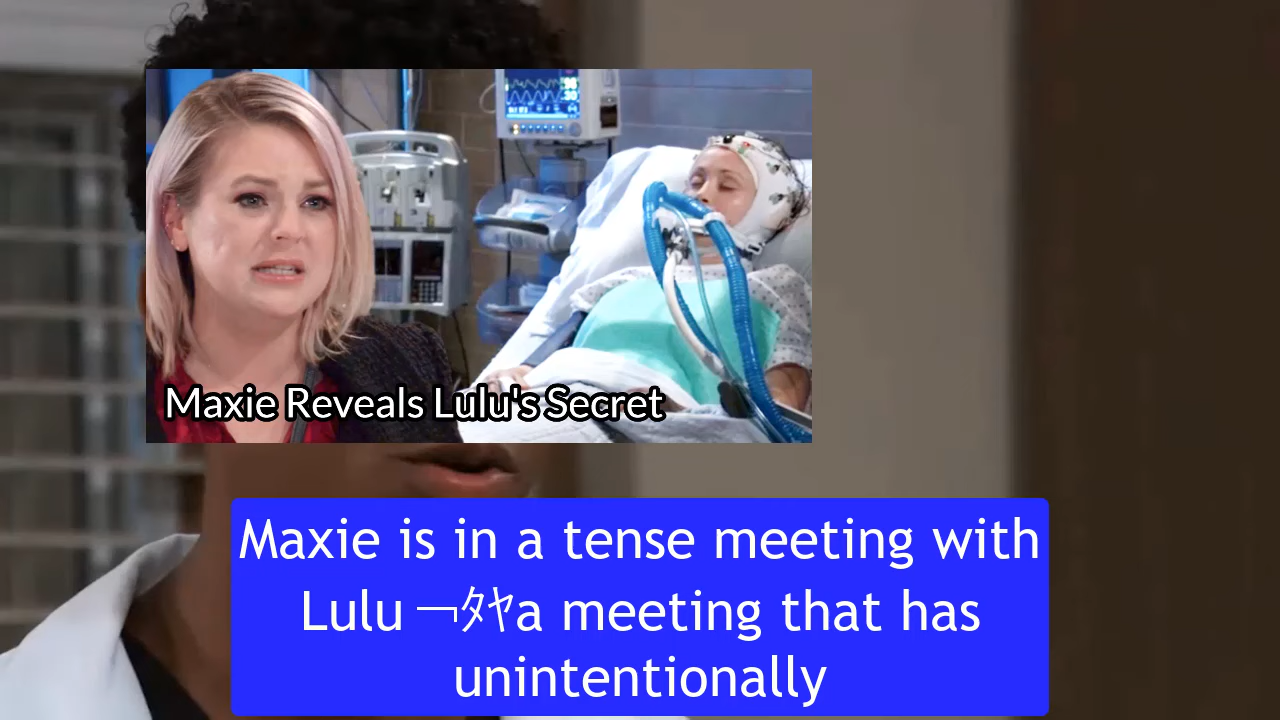 Maxie Reveals Lulu's Secret
Maxie is in a tense meeting with
Lulu ￢ﾀﾔa meeting that has
unintentionally